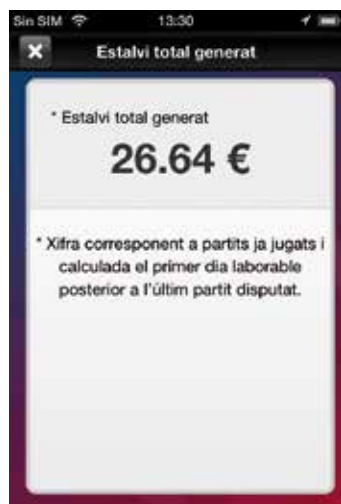 Sin SIM 13:30
Estalvi total generat
* Estalvi total generat
26.64 €
* Xifra corresponent a partits ja jugats i
calculada el primer dia laborable
posterior a l'últim partit disputat.